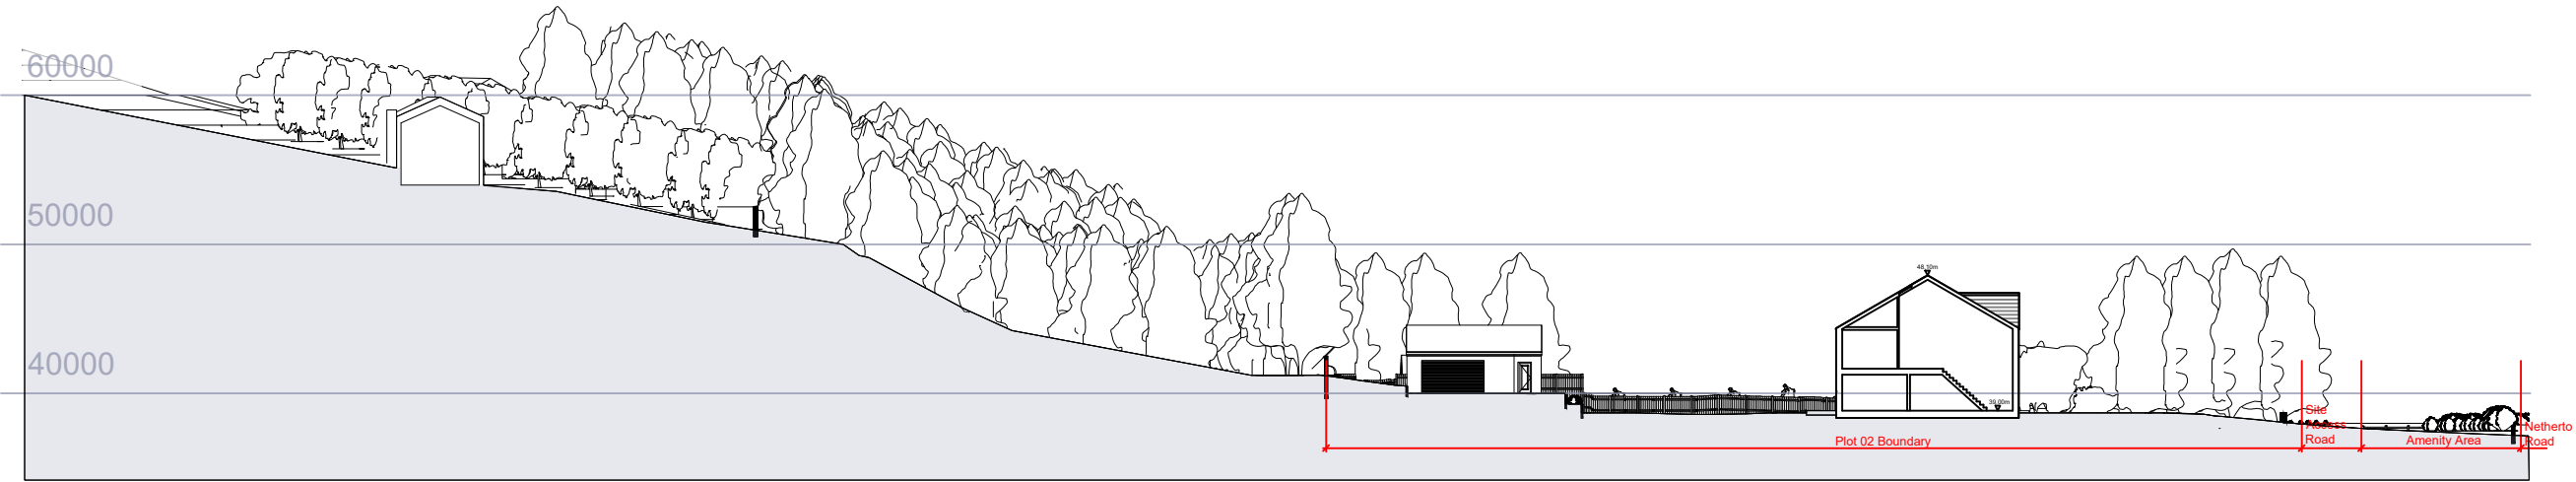 60000
50000
40000
48.10m
39.00m
Plot 02 Boundary
Site
Access
Road
Amenity Area
Netherto
Road